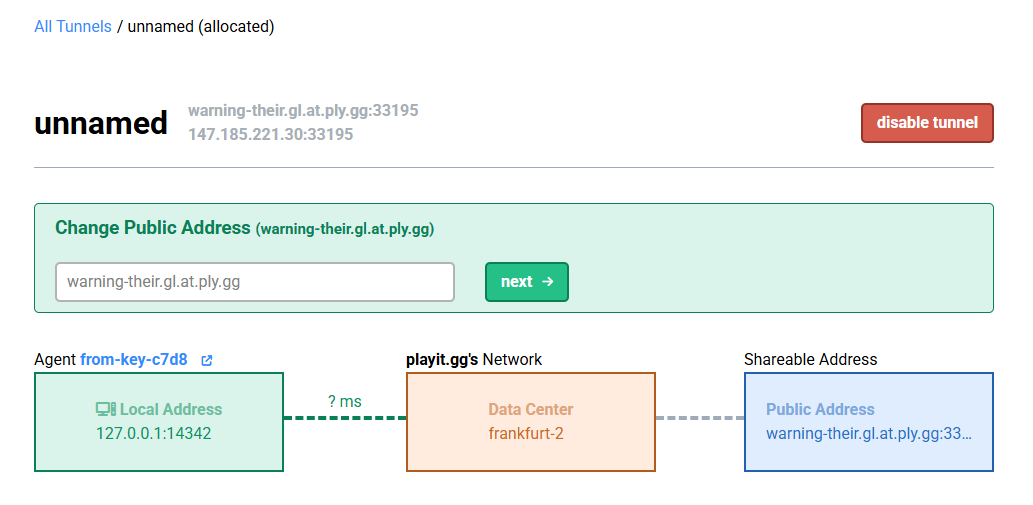 All Tunnels / unnamed (allocated)
unnamed
warning-their.gl.at.ply.gg:33195
147.185.221.30:33195
disable tunnel
Change Public Address (warning-their.gl.at.ply.gg)
warning-their.gl.at.ply.gg
next →
Agent from-key-c7d8
playit.gg's Network
Shareable Address
Local Address
127.0.0.1:14342
? ms
Data Center
frankfurt-2
Public Address
warning-their.gl.at.ply.gg:33...